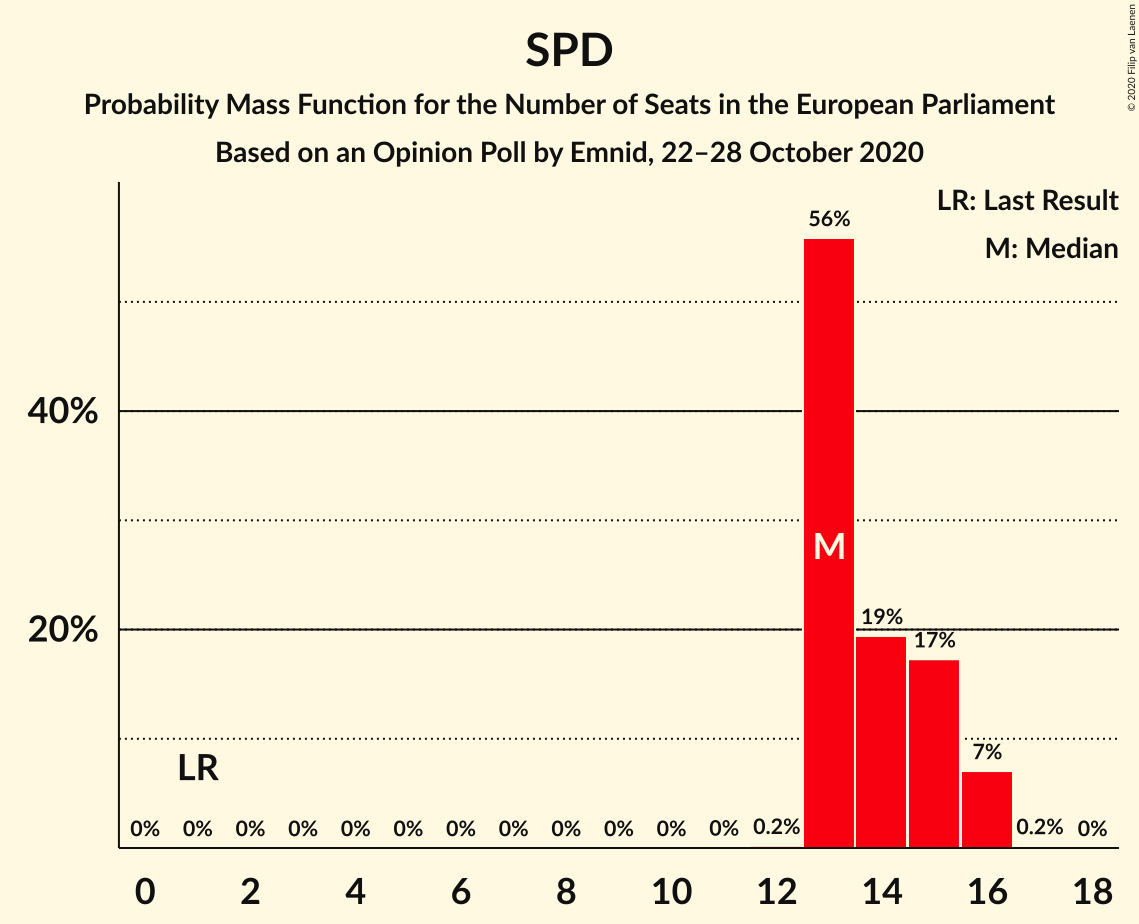 SPD
Probability Mass Function for the Number of Seats in the European Parliament
Based on an Opinion Poll by Emnid, 22–28 October 2020
© 2020 Filip van Laenen
LR: Last Result
M: Median
56%
40%
M
20%
19%
17%
LR
7%
0% 0% 0% 0% 0% 0% 0% 0% 0% 0% 0% 0% 0.2% 0.2% 0%
0 2 4 6 8 10 12 14 16 18